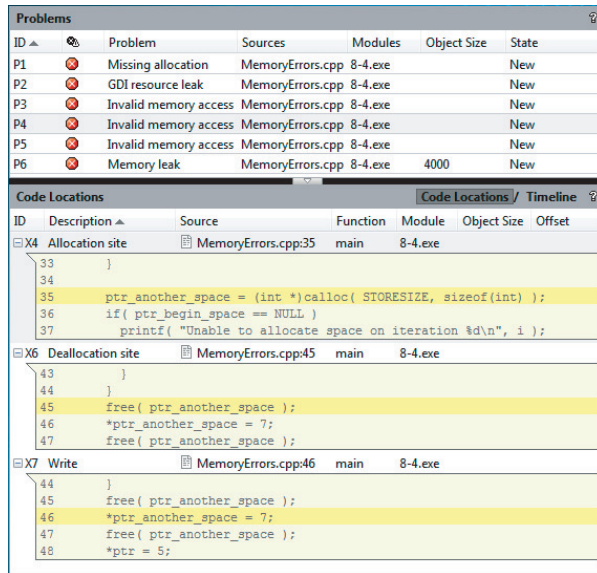 Problems ?
ID Problem Sources Modules Object Size State
P1 Missing allocation MemoryErrors.cpp 8-4.exe New
P2 GDI resource leak MemoryErrors.cpp 8-4.exe New
P3 Invalid memory access MemoryErrors.cpp 8-4.exe New
P4 Invalid memory access MemoryErrors.cpp 8-4.exe New
P5 Invalid memory access MemoryErrors.cpp 8-4.exe New
P6 Memory leak MemoryErrors.cpp 8-4.exe 4000 New
Code Locations Code Locations / Timeline ?
ID Description Source Function Module Object Size Offset
X4 Allocation site MemoryErrors.cpp:35 main 8-4.exe
33 }
34
35 ptr_another_space = (int *)calloc( STORESIZE, sizeof(int) );
36 if( ptr_begin_space == NULL )
37 printf( "Unable to allocate space on iteration %d\n", i );
X6 Deallocation site MemoryErrors.cpp:45 main 8-4.exe
43 }
44 }
45 free( ptr_another_space );
46 *ptr_another_space = 7;
47 free( ptr_another_space );
X7 Write MemoryErrors.cpp:46 main 8-4.exe
44 }
45 free( ptr_another_space );
46 *ptr_another_space = 7;
47 free( ptr_another_space );
48 *ptr = 5;